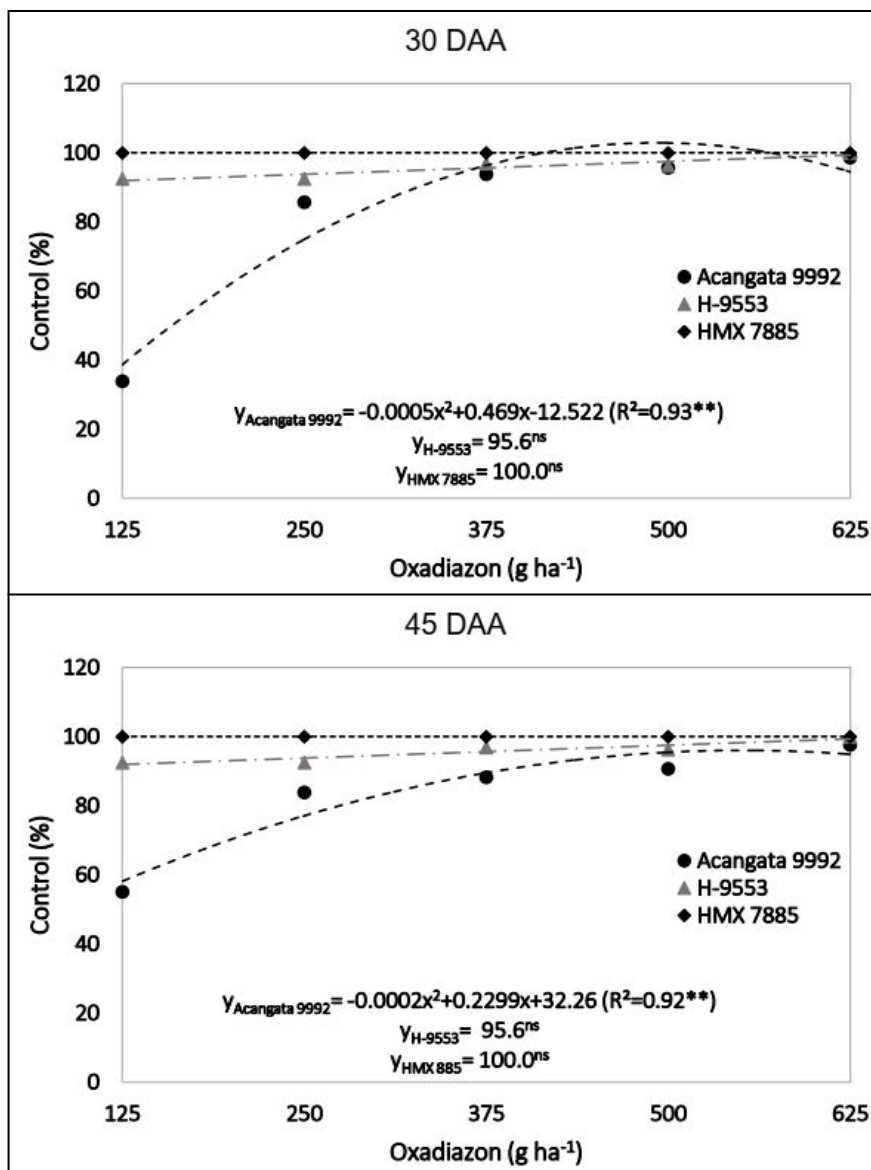 30 DAA
120
100
80
60
40
20
0
Control (%)
Acangata 9992
H-9553
HMX 7885
yAcangata 9992= -0.0005x²+0.469x-12.522 (R²=0.93**)
yH-9553= 95.6ns
yHMX 7885= 100.0ns
125 250 375 500 625
Oxadiazon (g ha⁻¹)
45 DAA
120
100
80
60
40
20
0
Control (%)
Acangata 9992
H-9553
HMX 7885
yAcangata 9992= -0.0002x²+0.2299x+32.26 (R²=0.92**)
yH-9553= 95.6ns
yHMX 885= 100.0ns
125 250 375 500 625
Oxadiazon (g ha⁻¹)